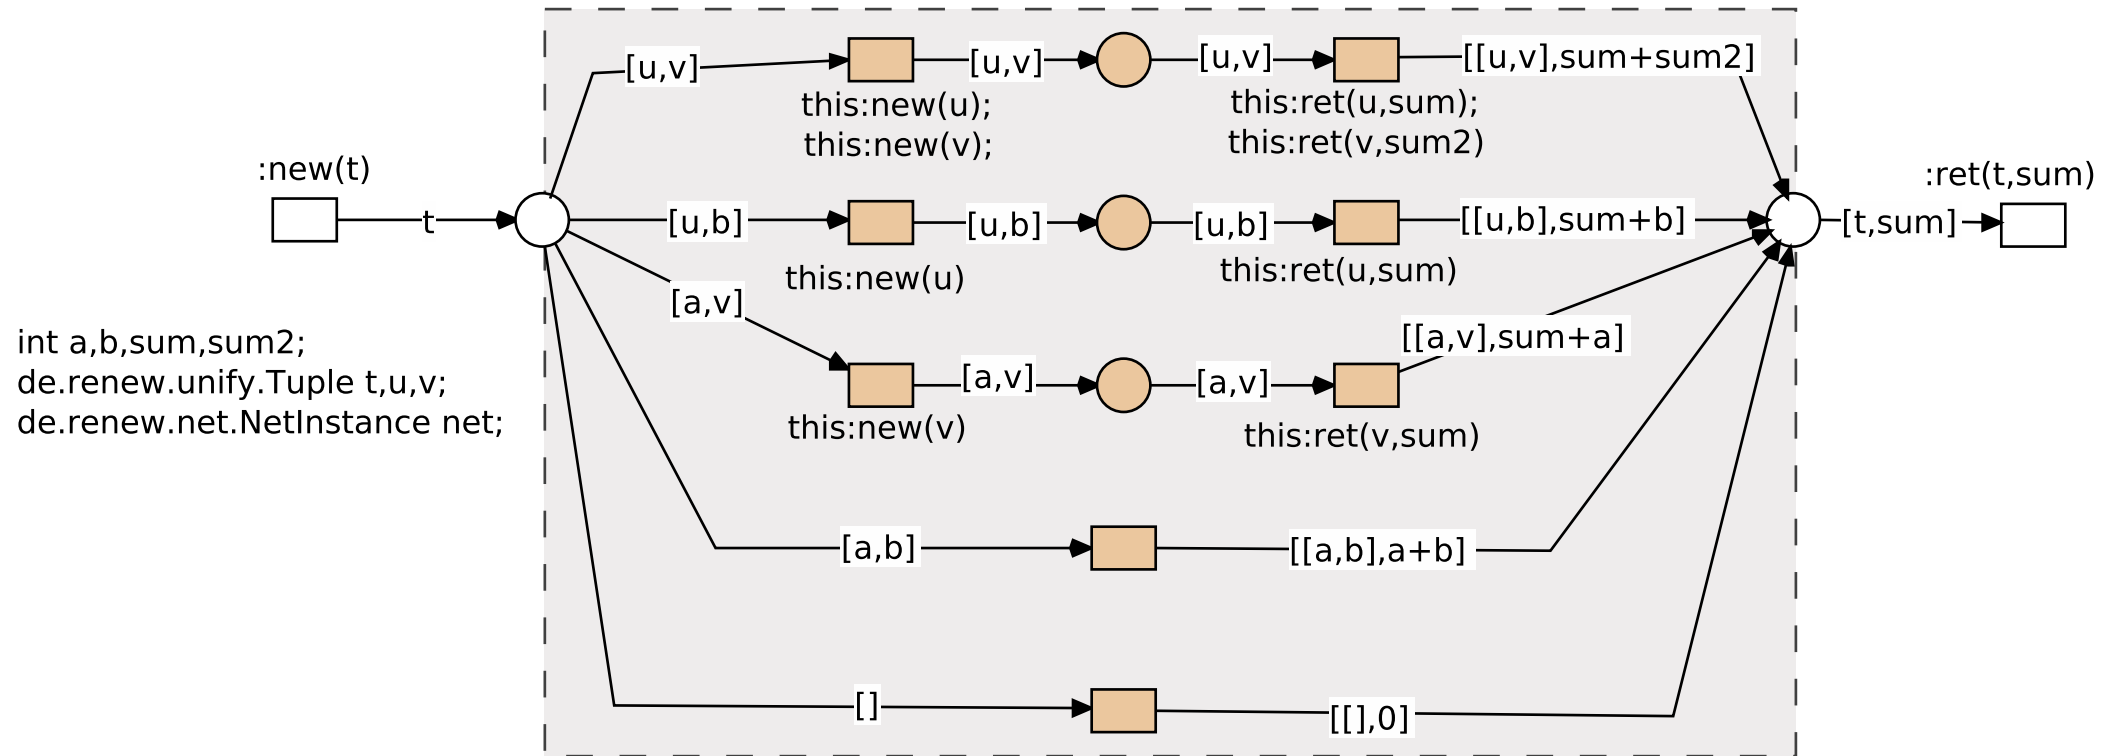 [u,v]
[u,v]
[u,v]
[[u,v],sum+sum2]
this:new(u);
this:new(v);
this:ret(u,sum);
this:ret(v,sum2)
:new(t)
:ret(t,sum)
t
[u,b]
[u,b]
[u,b]
[[u,b],sum+b]
[t,sum]
this:new(u)
this:ret(u,sum)
[a,v]
int a,b,sum,sum2;
de.renew.unify.Tuple t,u,v;
de.renew.net.NetInstance net;
[a,v]
[a,v]
[[a,v],sum+a]
this:new(v)
this:ret(v,sum)
[a,b]
[[a,b],a+b]
[]
[[],0]